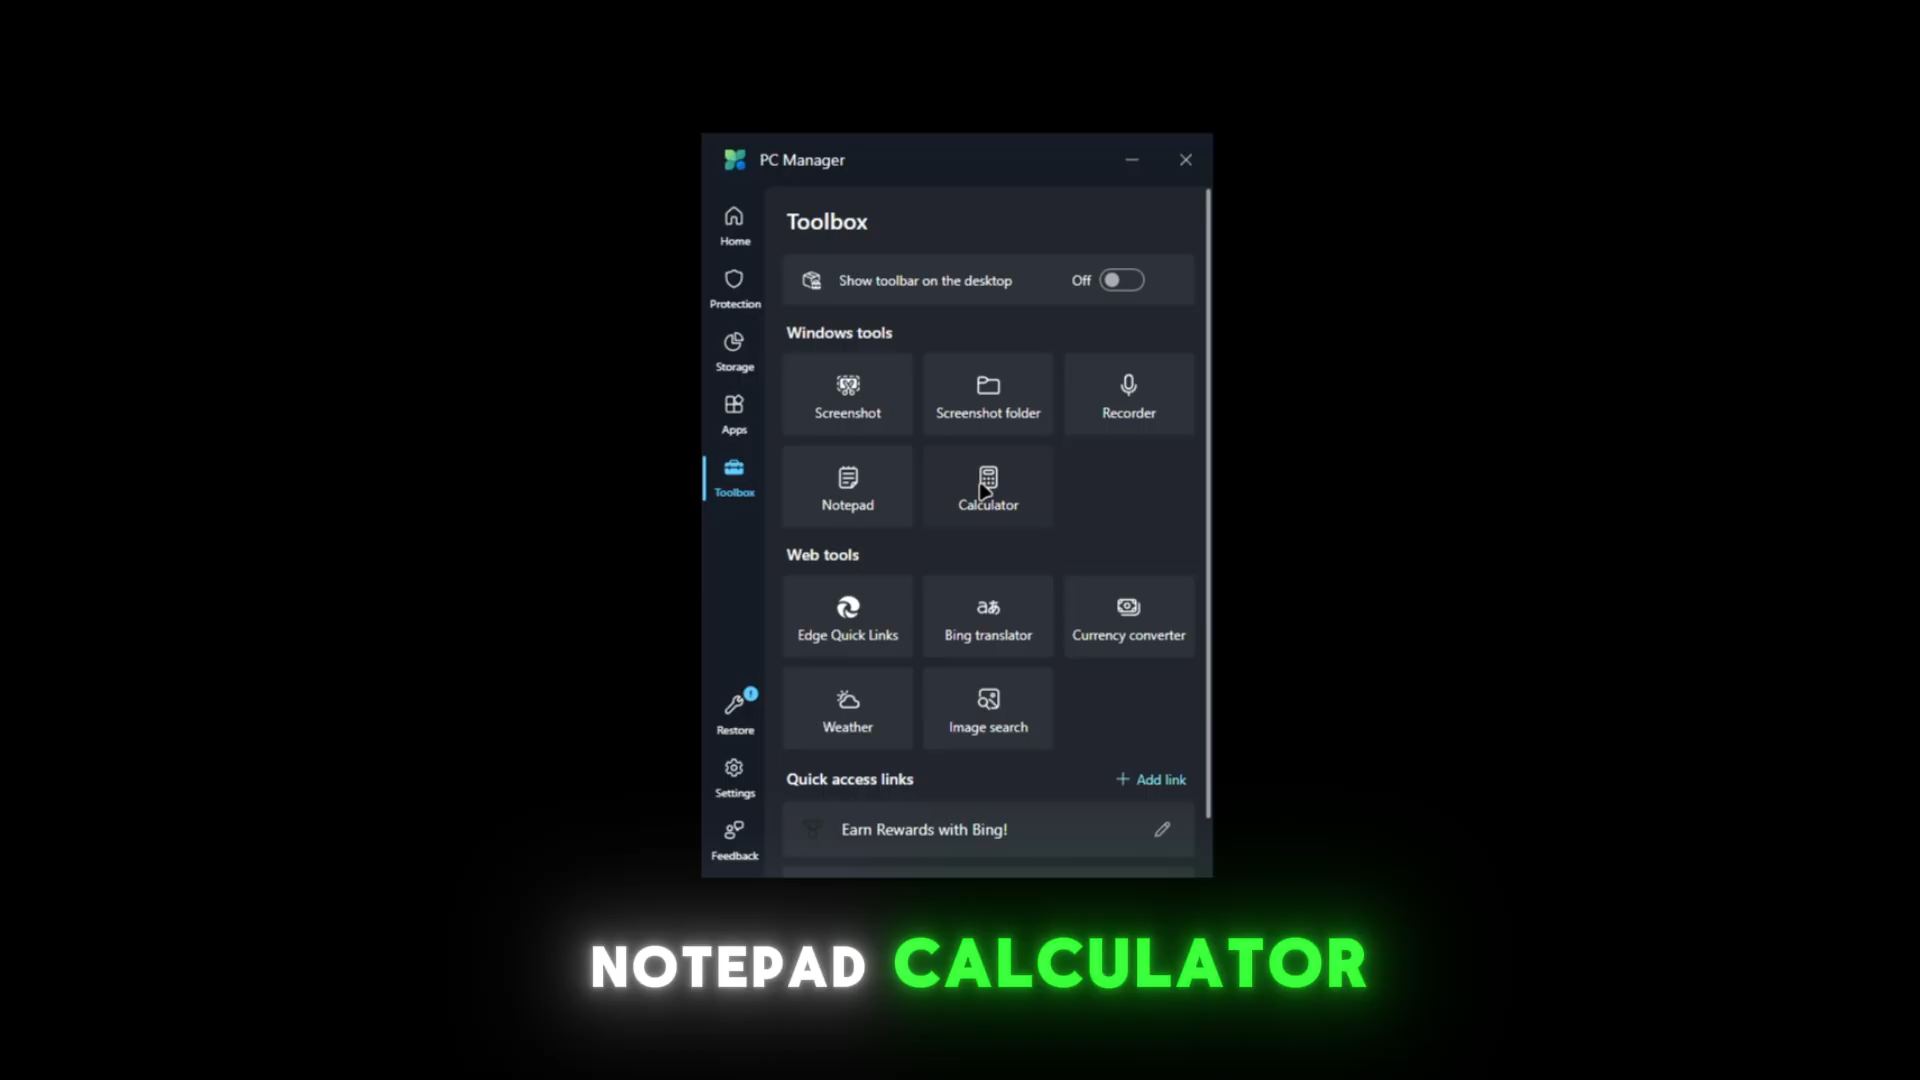 PC Manager
Home
Protection
Storage
Apps
Toolbox
Restore
Settings
Feedback
Toolbox
Show toolbar on the desktop Off
Windows tools
Screenshot Screenshot folder Recorder
Notepad Calculator
Web tools
Edge Quick Links Bing translator Currency converter
aあ
Weather Image search
Quick access links + Add link
Earn Rewards with Bing!
NOTEPAD CALCULATOR